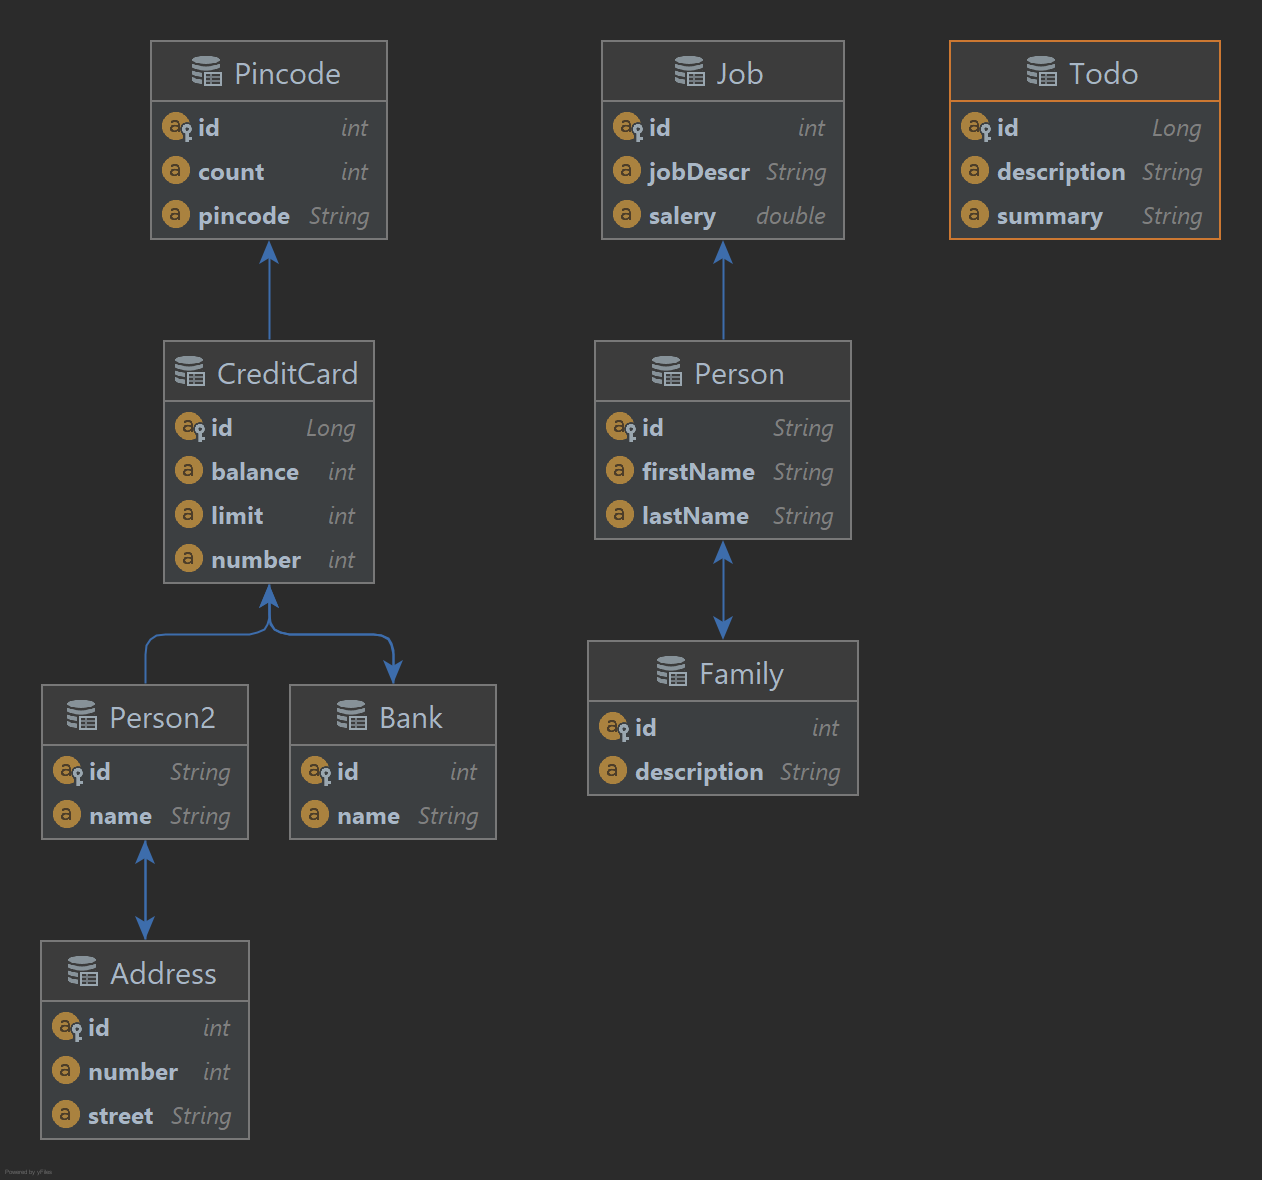 Pincode
id int
count int
pincode String
Job
id int
jobDescr String
salery double
Todo
id Long
description String
summary String
CreditCard
id Long
balance int
limit int
number int
Person
id String
firstName String
lastName String
Person2
id String
name String
Bank
id int
name String
Family
id int
description String
Address
id int
number int
street String
Powered by yFiles